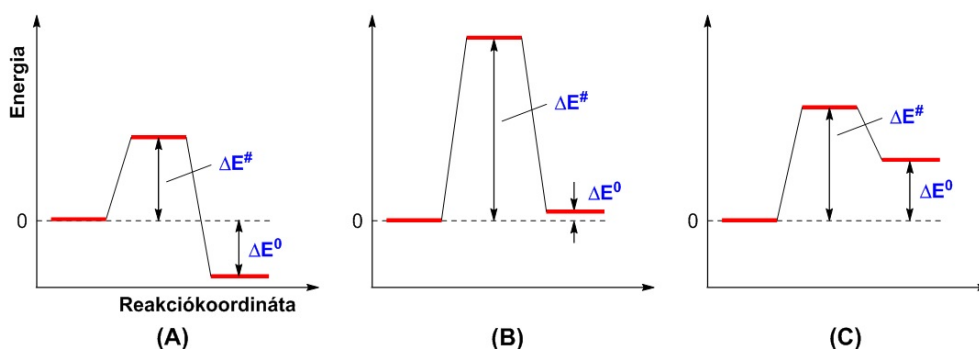 Energia
0
ΔE#
ΔE0
Reakciókoordináta
(A)
0
ΔE#
ΔE0
(B)
0
ΔE#
ΔE0
(C)